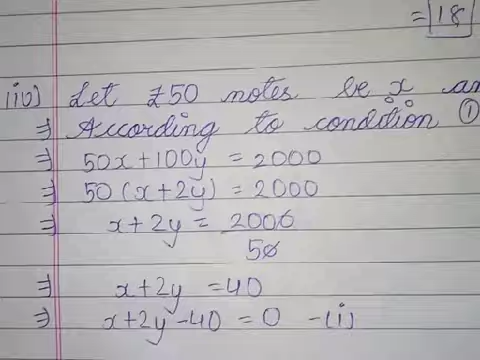 = 18
(iv) Let ₹50 notes be x an
⇒ According to condition ①
⇒ 50x+100y = 2000
⇒ 50(x+2y) = 2000
⇒ x+2y = 2000
50
⇒ x+2y = 40
⇒ x+2y-40 = 0 -(i)